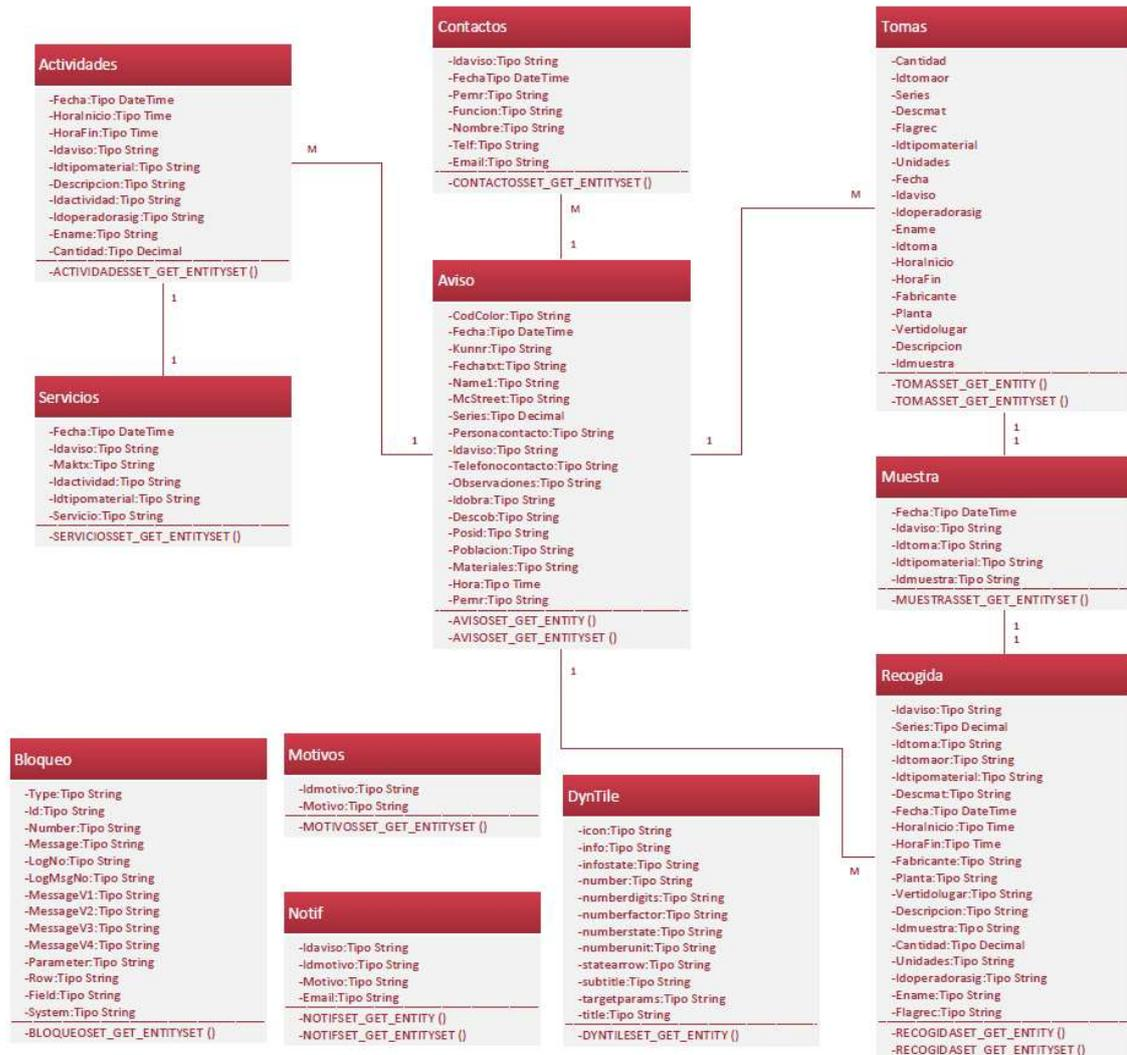 Contactos
-Idaviso:Tipo String
-FechaTipo DateTime
-Pernr:Tipo String
-Funcion:Tipo String
-Nombre:Tipo String
-Telf:Tipo String
-Email:Tipo String
-CONTACTOSSET_GET_ENTITYSET ()
Tomas
-Cantidad
-Idtomaor
-Series
-Descmat
-Flagrec
-Idtipomaterial
-Unidades
-Fecha
-Idaviso
-Idoperadorasig
-Ename
-Idtoma
-HoraInicio
-HoraFin
-Fabricante
-Planta
-Vertidolugar
-Descripcion
-Idmuestra
-TOMASSET_GET_ENTITY ()
-TOMASSET_GET_ENTITYSET ()
Actividades
-Fecha:Tipo DateTime
-HoraInicio:Tipo Time
-HoraFin:Tipo Time
-Idaviso:Tipo String
-Idtipomaterial:Tipo String
-Descripcion:Tipo String
-Idactividad:Tipo String
-Idoperadorasig:Tipo String
-Ename:Tipo String
-Cantidad:Tipo Decimal
-ACTIVIDADESSET_GET_ENTITYSET ()
M
M
M
1
1
1
Servicios
-Fecha:Tipo DateTime
-Idaviso:Tipo String
-Maktx:Tipo String
-Idactividad:Tipo String
-Idtipomaterial:Tipo String
-Servicio:Tipo String
-SERVICIOSSET_GET_ENTITYSET ()
Aviso
-CodColor:Tipo String
-Fecha:Tipo DateTime
-Kunnr:Tipo String
-Fechatxt:Tipo String
-Name1:Tipo String
-McStreet:Tipo String
-Series:Tipo Decimal
-Personacontacto:Tipo String
-Idaviso:Tipo String
-Telefonocontacto:Tipo String
-Observaciones:Tipo String
-Idobra:Tipo String
-Descob:Tipo String
-Posid:Tipo String
-Poblacion:Tipo String
-Materiales:Tipo String
-Hora:Tipo Time
-Pernr:Tipo String
-AVISOSET_GET_ENTITY ()
-AVISOSET_GET_ENTITYSET ()
1
1
1
1
Muestra
-Fecha:Tipo DateTime
-Idaviso:Tipo String
-Idtoma:Tipo String
-Idtipomaterial:Tipo String
-Idmuestra:Tipo String
-MUESTRASSET_GET_ENTITYSET ()
1
1
1
M
Recogida
-Idaviso:Tipo String
-Series:Tipo Decimal
-Idtoma:Tipo String
-Idtomaor:Tipo String
-Idtipomaterial:Tipo String
-Descmat:Tipo String
-Fecha:Tipo DateTime
-HoraInicio:Tipo Time
-HoraFin:Tipo Time
-Fabricante:Tipo String
-Planta:Tipo String
-Vertidolugar:Tipo String
-Descripcion:Tipo String
-Idmuestra:Tipo String
-Cantidad:Tipo Decimal
-Unidades:Tipo String
-Idoperadorasig:Tipo String
-Ename:Tipo String
-Flagrec:Tipo String
-RECOGIDASET_GET_ENTITY ()
-RECOGIDASET_GET_ENTITYSET ()
Bloqueo
-Type:Tipo String
-Id:Tipo String
-Number:Tipo String
-Message:Tipo String
-LogNo:Tipo String
-LogMsgNo:Tipo String
-MessageV1:Tipo String
-MessageV2:Tipo String
-MessageV3:Tipo String
-MessageV4:Tipo String
-Parameter:Tipo String
-Row:Tipo String
-Field:Tipo String
-System:Tipo String
-BLOQUEOSET_GET_ENTITYSET ()
Motivos
-Idmotivo:Tipo String
-Motivo:Tipo String
-MOTIVOSSET_GET_ENTITYSET ()
Notif
-Idaviso:Tipo String
-Idmotivo:Tipo String
-Motivo:Tipo String
-Email:Tipo String
-NOTIFSET_GET_ENTITY ()
-NOTIFSET_GET_ENTITYSET ()
DynTile
-icon:Tipo String
-info:Tipo String
-infostate:Tipo String
-number:Tipo String
-numberdigits:Tipo String
-numberfactor:Tipo String
-numberstate:Tipo String
-numberunit:Tipo String
-statearrow:Tipo String
-subtitle:Tipo String
-targetparams:Tipo String
-title:Tipo String
-DYNTILESET_GET_ENTITY ()